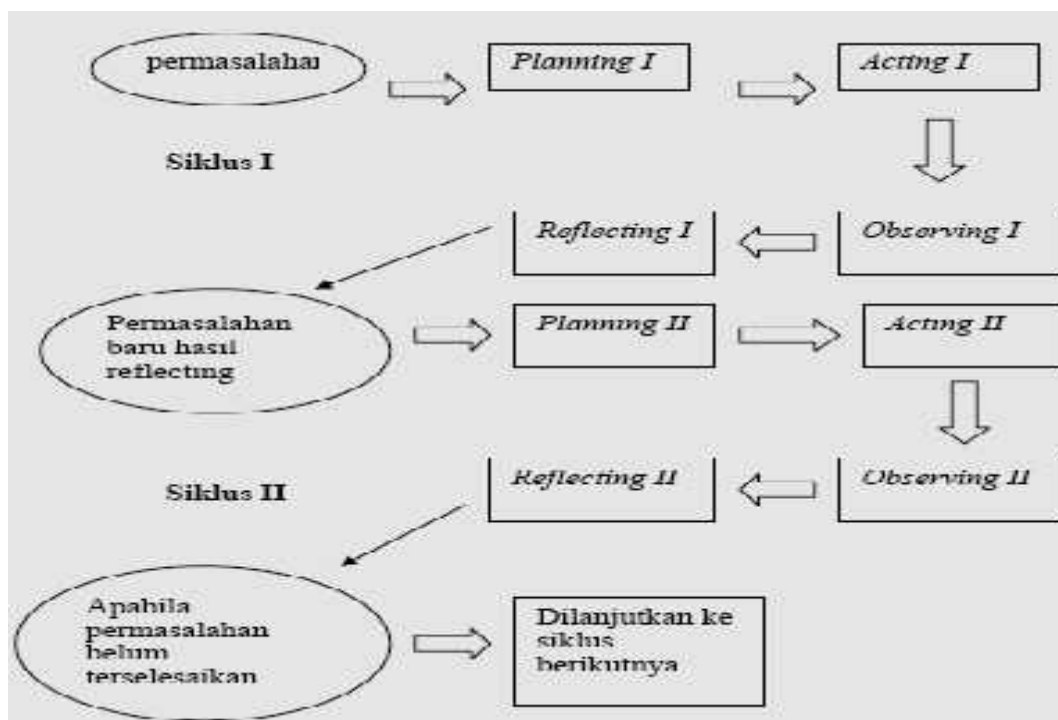 permasalahan
Planning I
Acting I
Siklus I
Reflecting I
Observing I
Permasalahan
baru hasil
reflecting
Planning II
Acting II
Siklus II
Reflecting II
Observing II
Apabila
permasalahan
belum
terselesaikan
Dilanjutkan ke
siklus
berikutnya